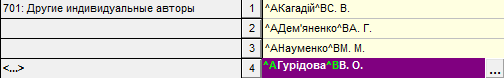 701: Другие индивидуальные авторы 1 ^AКагадій^BС. В.
2 ^AДем'яненко^BА. Г.
3 ^AНауменко^BМ. М.
<...> 4 ^AГурідова^BВ. О. ...